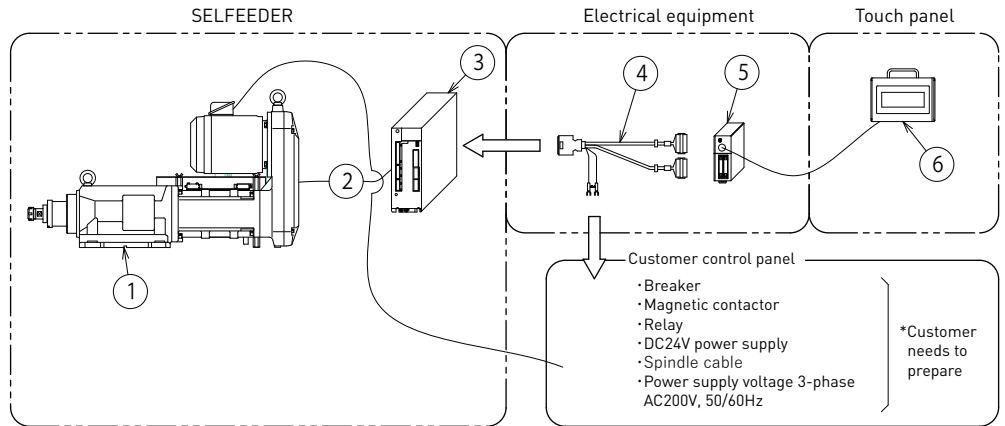 SELFEEDER
Electrical equipment
Touch panel
3
4
5
2
6
1
Customer control panel
・Breaker
・Magnetic contactor
・Relay
・DC24V power supply
・Spindle cable
・Power supply voltage 3-phase
AC200V, 50/60Hz
*Customer
needs to
prepare